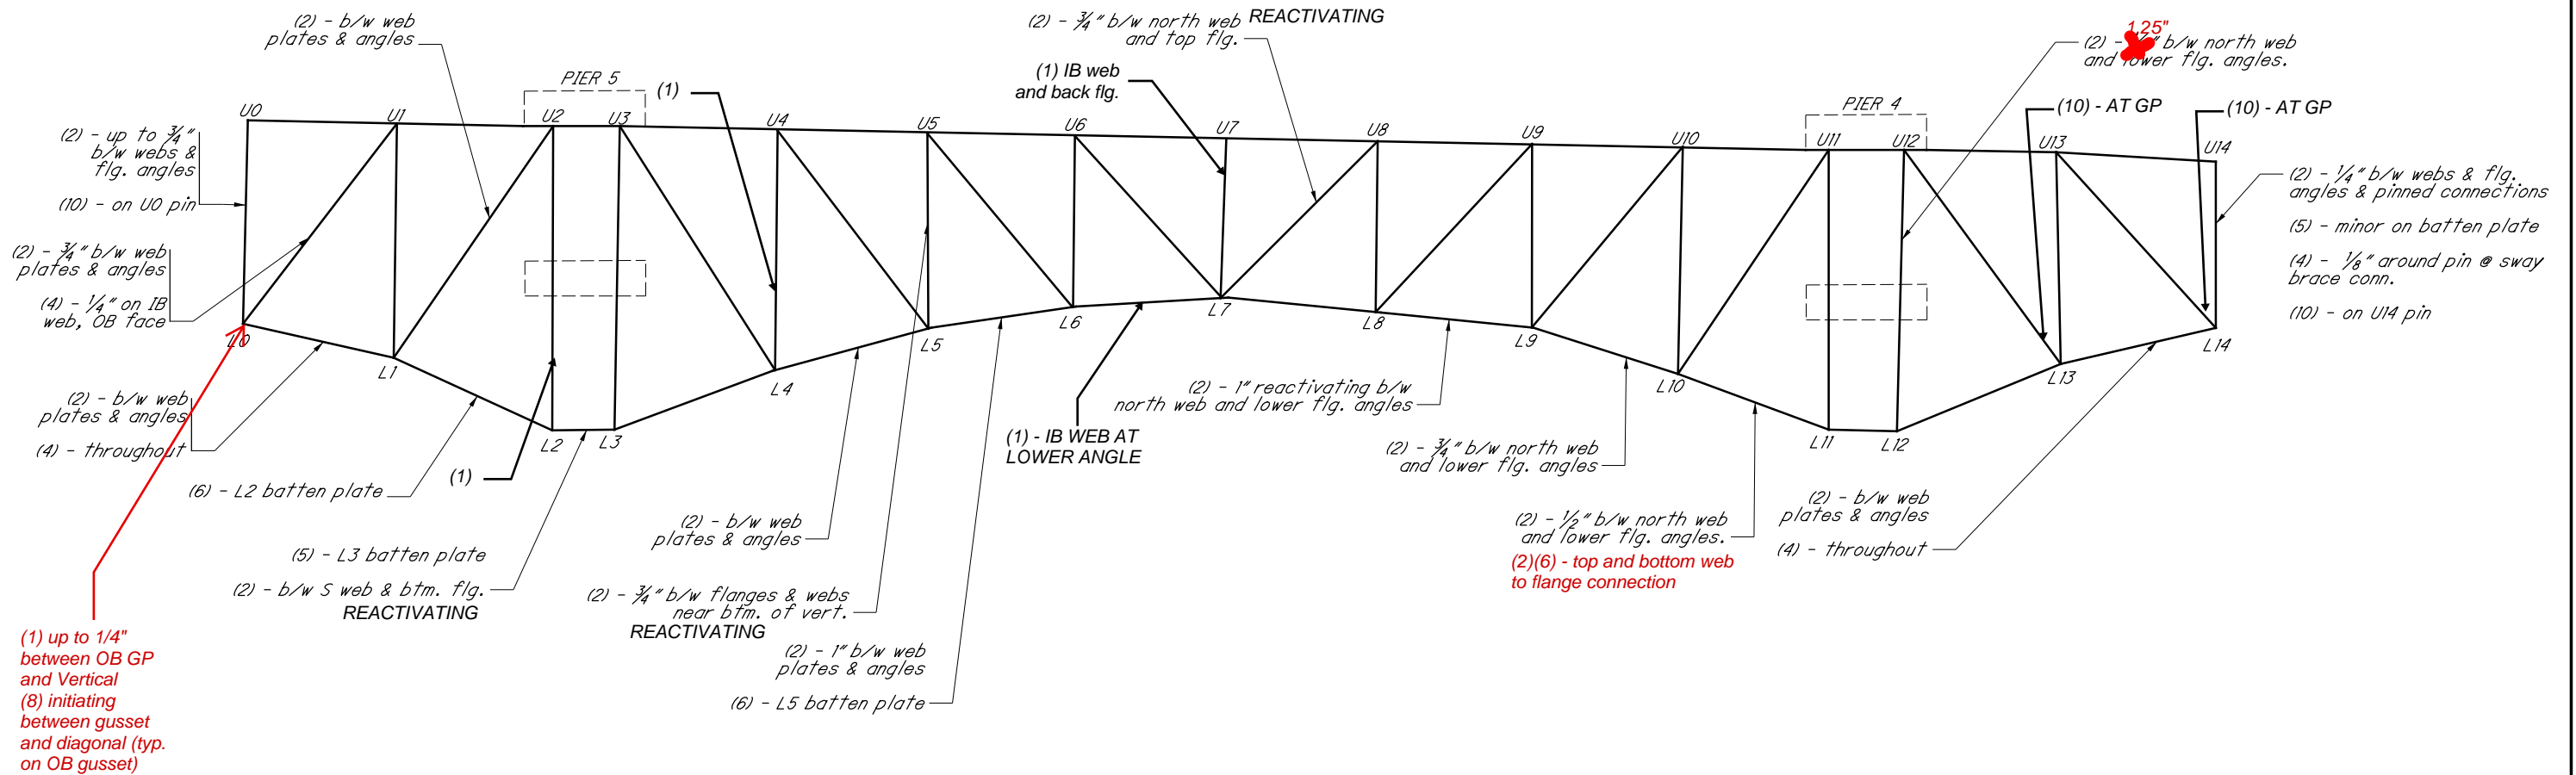 (2) - b/w web
plates & angles
(2) - ¾" b/w north web REACTIVATING
and top flg.
1.25"
(2) - " b/w north web
and lower flg. angles.
(1) IB web
and back flg.
PIER 5
(1)
PIER 4
(10) - AT GP
(10) - AT GP
U0
U1
U2
U3
U4
U5
U6
U7
U8
U9
U10
U11
U12
U13
U14
(2) - up to ¾"
b/w webs &
flg. angles
(10) - on U0 pin
(2) - ¾" b/w web
plates & angles
(4) - ¼" on IB
web, OB face
(2) - ¼" b/w webs & flg.
angles & pinned connections
(5) - minor on batten plate
(4) - ⅛" around pin @ sway
brace conn.
(10) - on U14 pin
L0
L1
L2
L3
L4
L5
L6
L7
L8
L9
L10
L11
L12
L13
L14
(2) - b/w web
plates & angles
(4) - throughout
(6) - L2 batten plate
(1)
(5) - L3 batten plate
(2) - b/w S web & btm. flg.
REACTIVATING
(2) - b/w web
plates & angles
(2) - ¾" b/w flanges & webs
near btm. of vert.
REACTIVATING
(2) - 1" b/w web
plates & angles
(6) - L5 batten plate
(1) - IB WEB AT
LOWER ANGLE
(2) - 1" reactivating b/w
north web and lower flg. angles
(2) - ¾" b/w north web
and lower flg. angles
(2) - ½" b/w north web
and lower flg. angles.
(2)(6) - top and bottom web
to flange connection
(2) - b/w web
plates & angles
(4) - throughout
(1) up to 1/4"
between OB GP
and Vertical
(8) initiating
between gusset
and diagonal (typ.
on OB gusset)